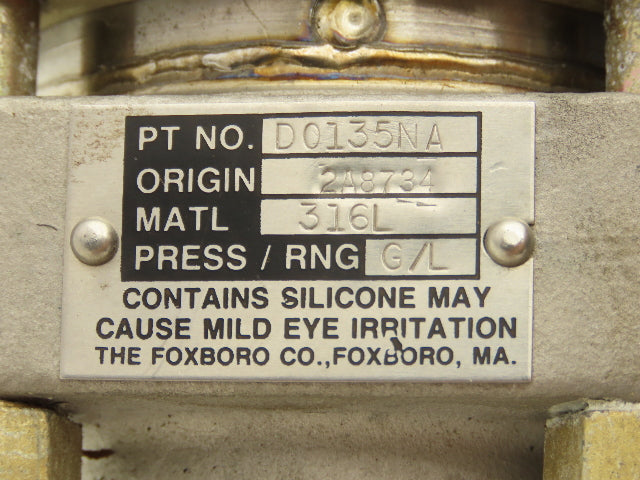 PT NO. D0135NA
ORIGIN 2A8734
MATL 316L
PRESS / RNG G/L
CONTAINS SILICONE MAY
CAUSE MILD EYE IRRITATION
THE FOXBORO CO., FOXBORO, MA.